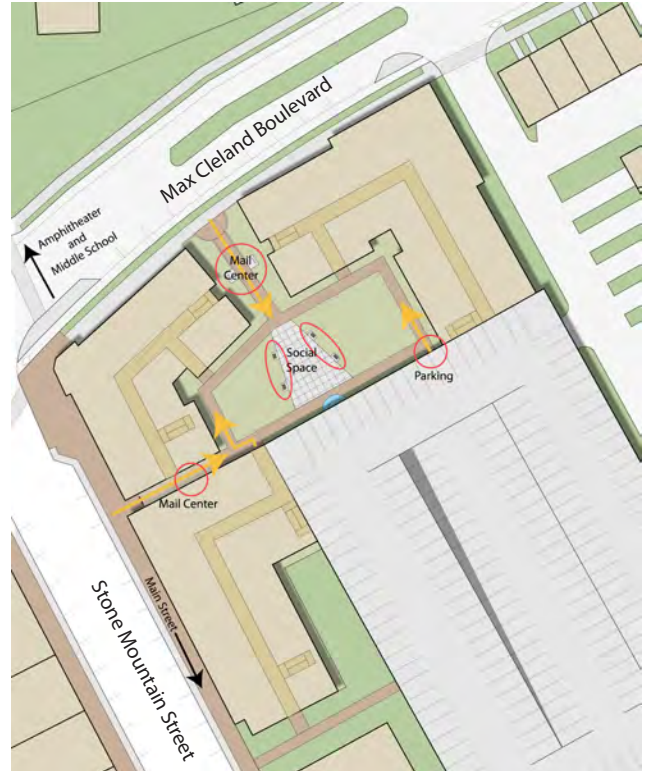 Max Cleland Boulevard
Amphitheater
and
Middle School
Mail
Center
Social
Space
Parking
Mail Center
Main Street
Stone Mountain Street